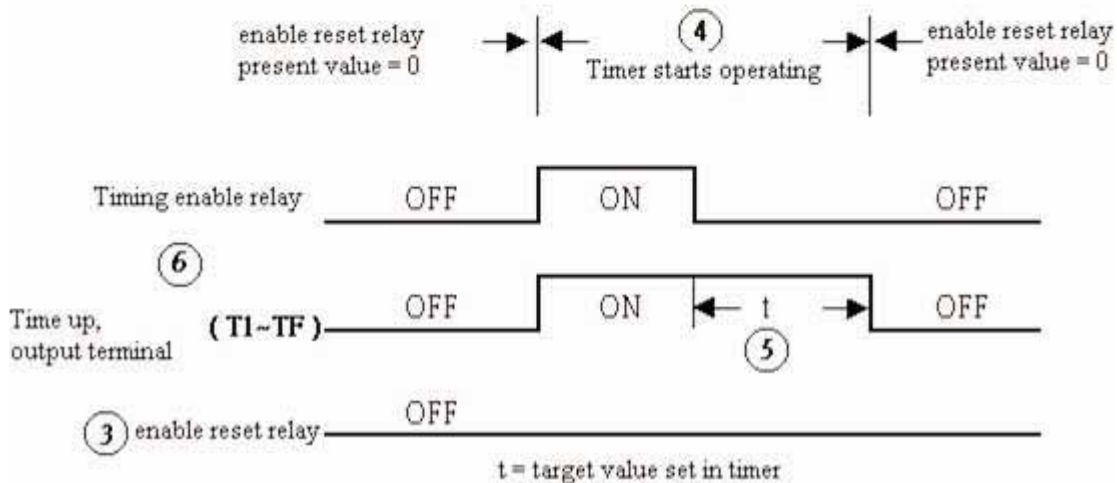 enable reset relay
present value = 0
4
Timer starts operating
enable reset relay
present value = 0
Timing enable relay
OFF
ON
OFF
6
Time up,
output terminal
( T1~TF )
OFF
ON
t
5
OFF
3
enable reset relay
OFF
t = target value set in timer